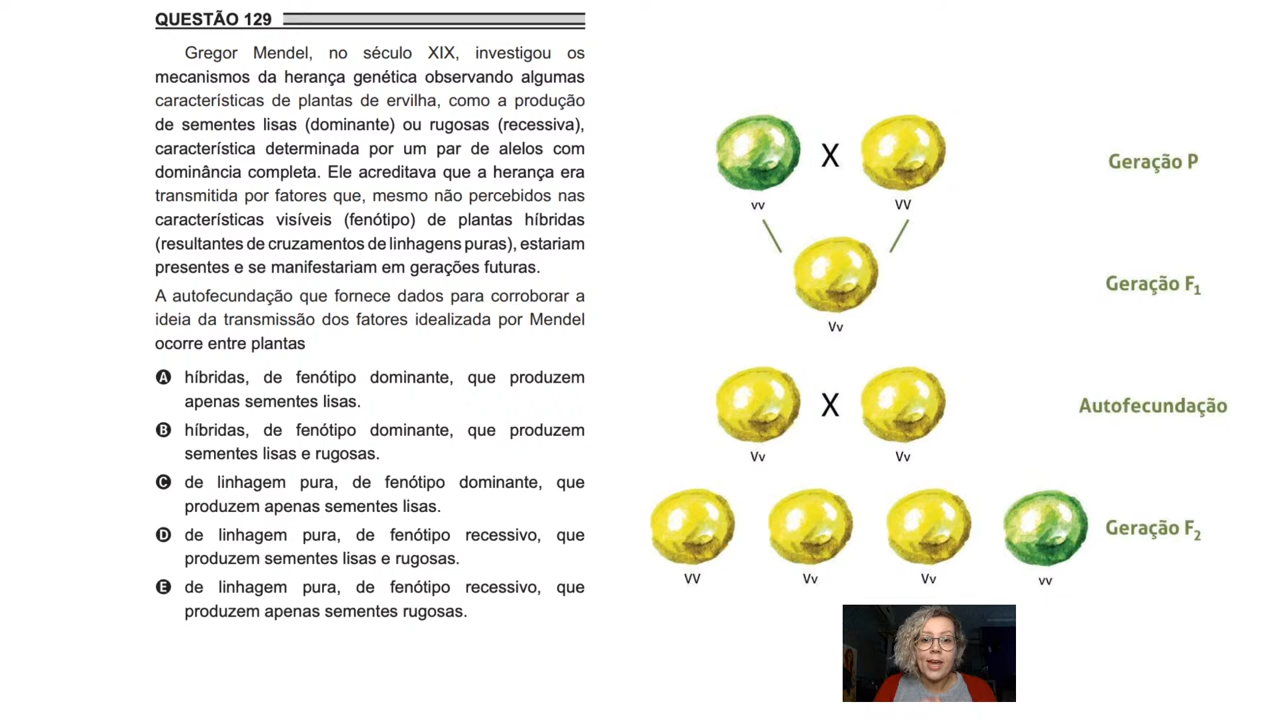 QUESTÃO 129
Gregor Mendel, no século XIX, investigou os
mecanismos da herança genética observando algumas
características de plantas de ervilha, como a produção
de sementes lisas (dominante) ou rugosas (recessiva),
característica determinada por um par de alelos com
dominância completa. Ele acreditava que a herança era
transmitida por fatores que, mesmo não percebidos nas
características visíveis (fenótipo) de plantas híbridas
(resultantes de cruzamentos de linhagens puras), estariam
presentes e se manifestariam em gerações futuras.
A autofecundação que fornece dados para corroborar a
ideia da transmissão dos fatores idealizada por Mendel
ocorre entre plantas
A híbridas, de fenótipo dominante, que produzem
apenas sementes lisas.
B híbridas, de fenótipo dominante, que produzem
sementes lisas e rugosas.
C de linhagem pura, de fenótipo dominante, que
produzem apenas sementes lisas.
D de linhagem pura, de fenótipo recessivo, que
produzem sementes lisas e rugosas.
E de linhagem pura, de fenótipo recessivo, que
produzem apenas sementes rugosas.
X
Geração P
vv VV
Geração F₁
Vv
X
Autofecundação
Vv Vv
Geração F₂
VV Vv Vv vv